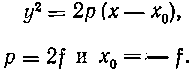 y² = 2p (x — x₀),
p = 2f и x₀ = — f.